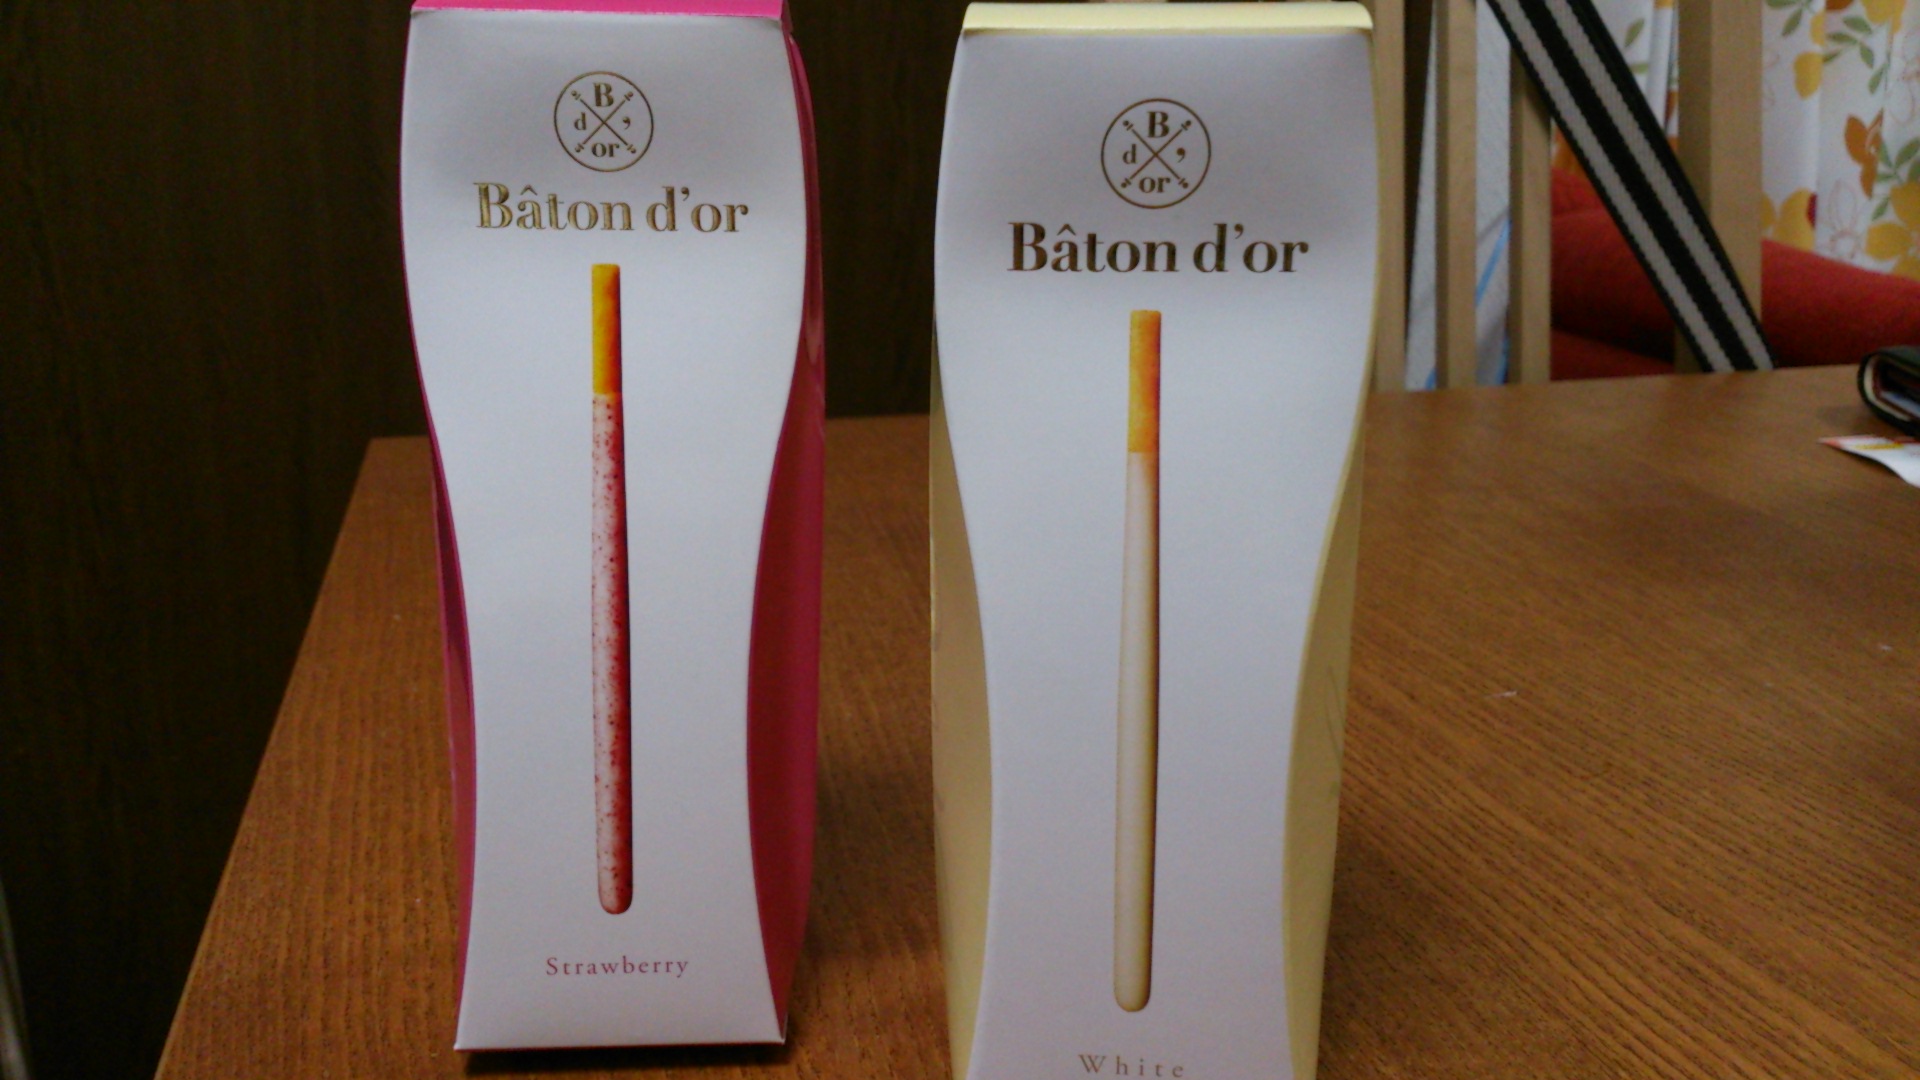 B
d ’
or
Bâton d’or
Strawberry
B
d ’
or
Bâton d’or
White